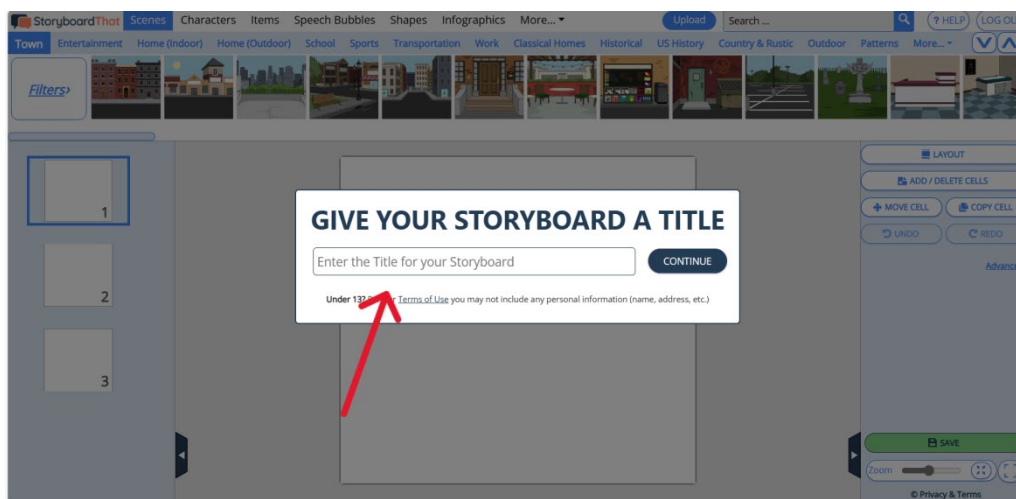 StoryboardThat Scenes Characters Items Speech Bubbles Shapes Infographics More... Upload Search ... ? HELP LOG OU
Town Entertainment Home (Indoor) Home (Outdoor) School Sports Transportation Work Classical Homes Historical US History Country & Rustic Outdoor Patterns More...
Filters›
LAYOUT
ADD / DELETE CELLS
MOVE CELL COPY CELL
UNDO REDO
Advance
1
2
3
GIVE YOUR STORYBOARD A TITLE
Enter the Title for your Storyboard CONTINUE
Under 13? Terms of Use you may not include any personal information (name, address, etc.)
SAVE
Zoom
© Privacy & Terms